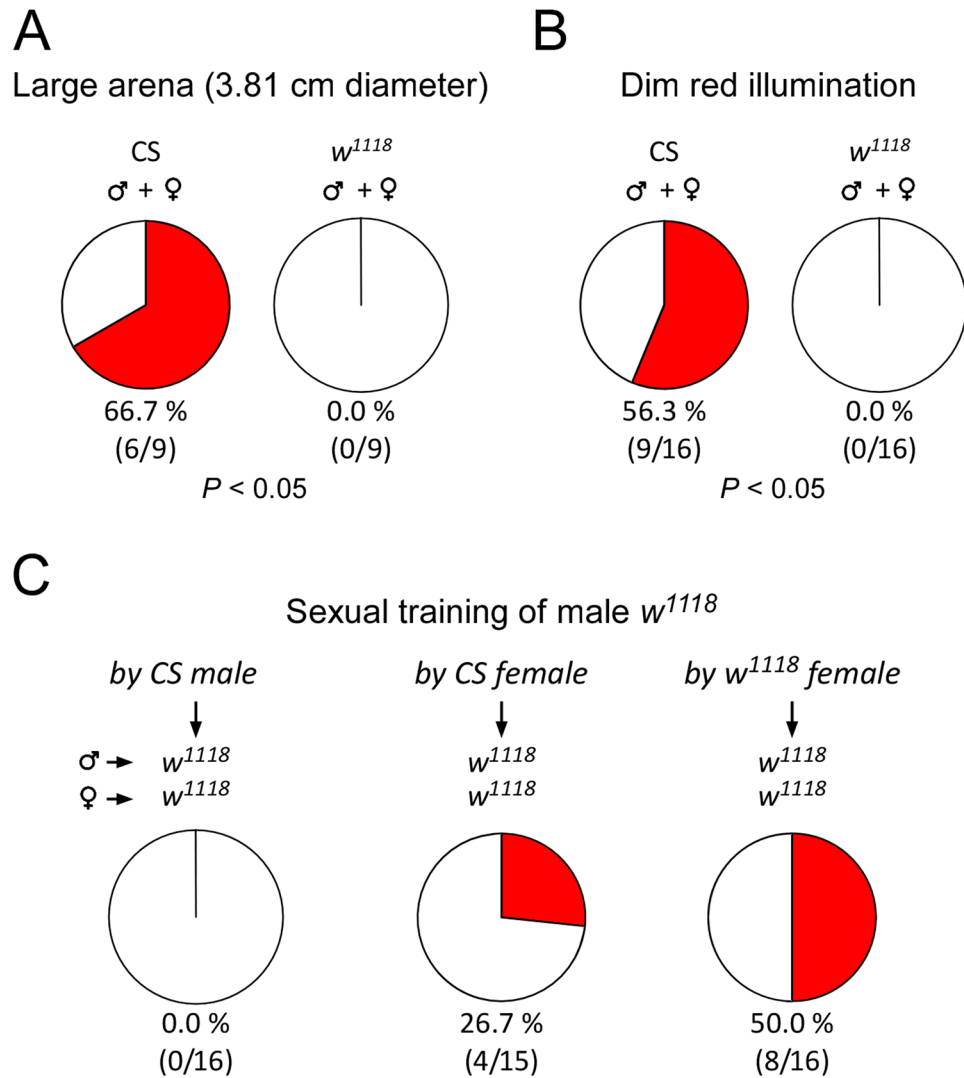 A
Large arena (3.81 cm diameter)
CS
♂ + ♀
66.7 %
(6/9)
w1118
♂ + ♀
0.0 %
(0/9)
P < 0.05
B
Dim red illumination
CS
♂ + ♀
56.3 %
(9/16)
w1118
♂ + ♀
0.0 %
(0/16)
P < 0.05
C
Sexual training of male w1118
by CS male
♂ → w1118
♀ → w1118
0.0 %
(0/16)
by CS female
w1118
w1118
26.7 %
(4/15)
by w1118 female
w1118
w1118
50.0 %
(8/16)